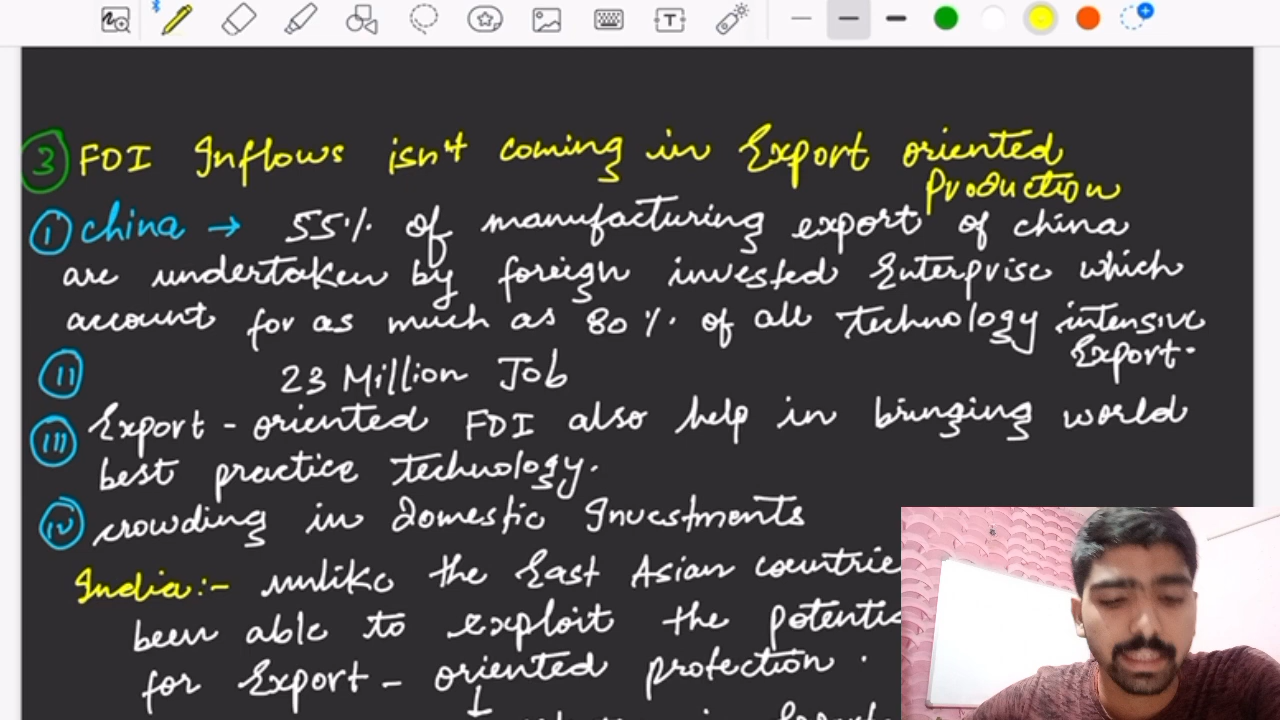 3 FDI Inflows isn't coming in Export oriented
Production
i China → 55% of manufacturing export of china
are undertaken by foreign invested Enterprise which
account for as much as 80% of all technology intensive
Export.
ii 23 Million Job
iii Export - oriented FDI also help in bringing world
best practice technology.
iv crowding in domestic Investments
India:- unlike the East Asian countrie
been able to exploit the potentia
for Export - oriented protection.
↓